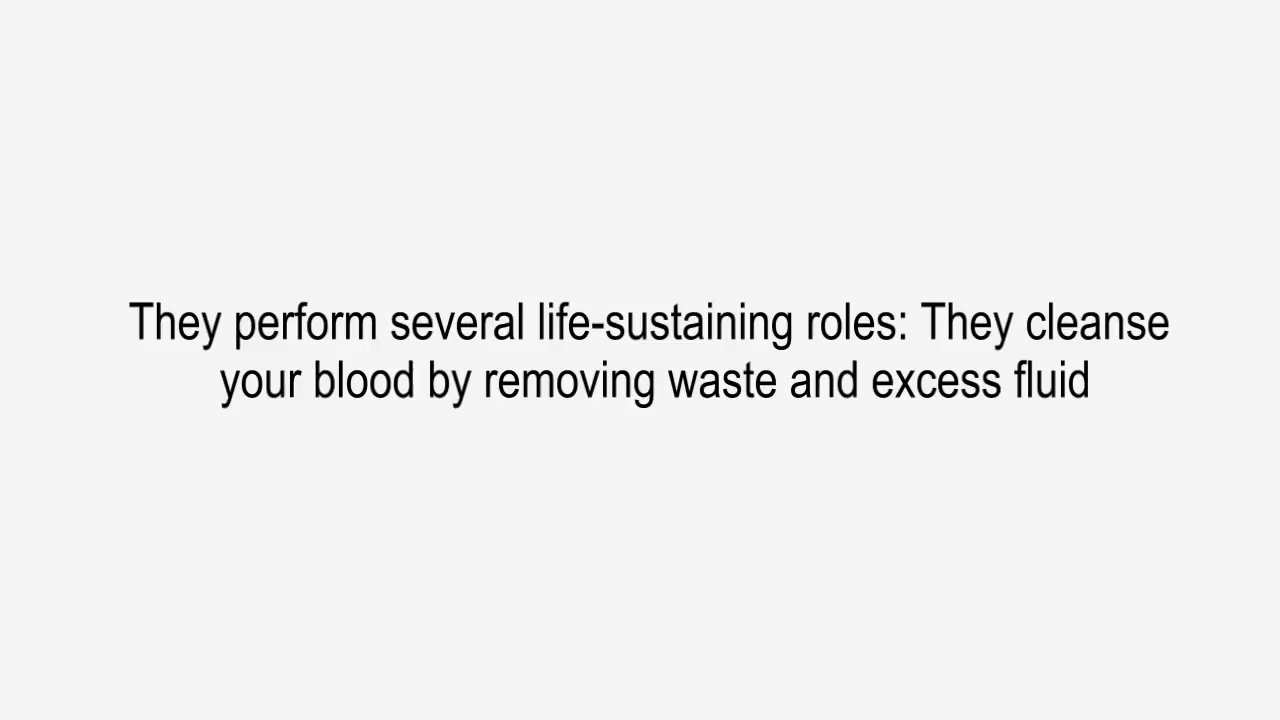 They perform several life-sustaining roles: They cleanse
your blood by removing waste and excess fluid